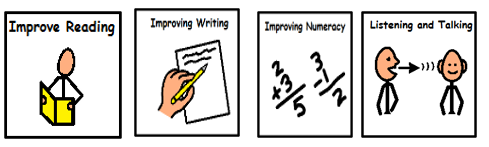 Improve Reading
Improving Writing
Improving Numeracy
2
+3
5
3
-1
2
Listening and Talking